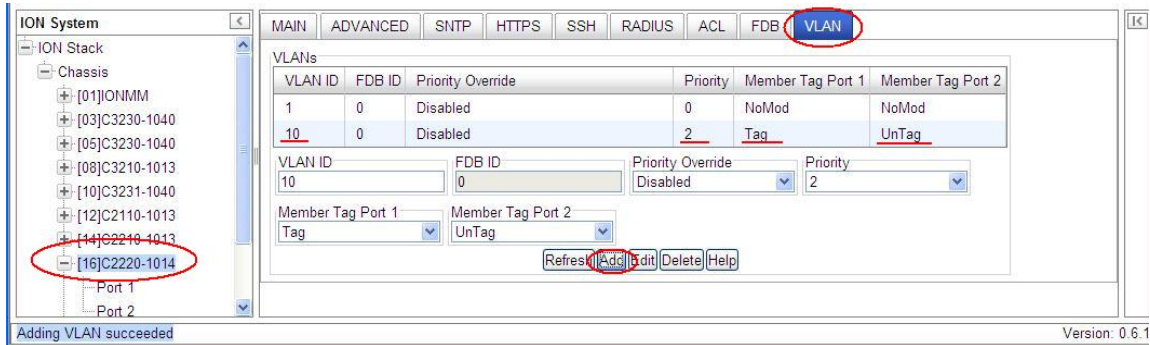 ION System
ION Stack
Chassis
[01]IONMM
[03]C3230-1040
[05]C3230-1040
[08]C3210-1013
[10]C3231-1040
[12]C2110-1013
[14]C2210-1013
[16]C2220-1014
Port 1
Port 2
MAIN ADVANCED SNTP HTTPS SSH RADIUS ACL FDB VLAN
VLANs
VLAN ID FDB ID Priority Override Priority Member Tag Port 1 Member Tag Port 2
1 0 Disabled 0 NoMod NoMod
10 0 Disabled 2 Tag UnTag
VLAN ID FDB ID Priority Override Priority
10 0 Disabled 2
Member Tag Port 1 Member Tag Port 2
Tag UnTag
Refresh Add Edit Delete Help
Adding VLAN succeeded Version: 0.6.1